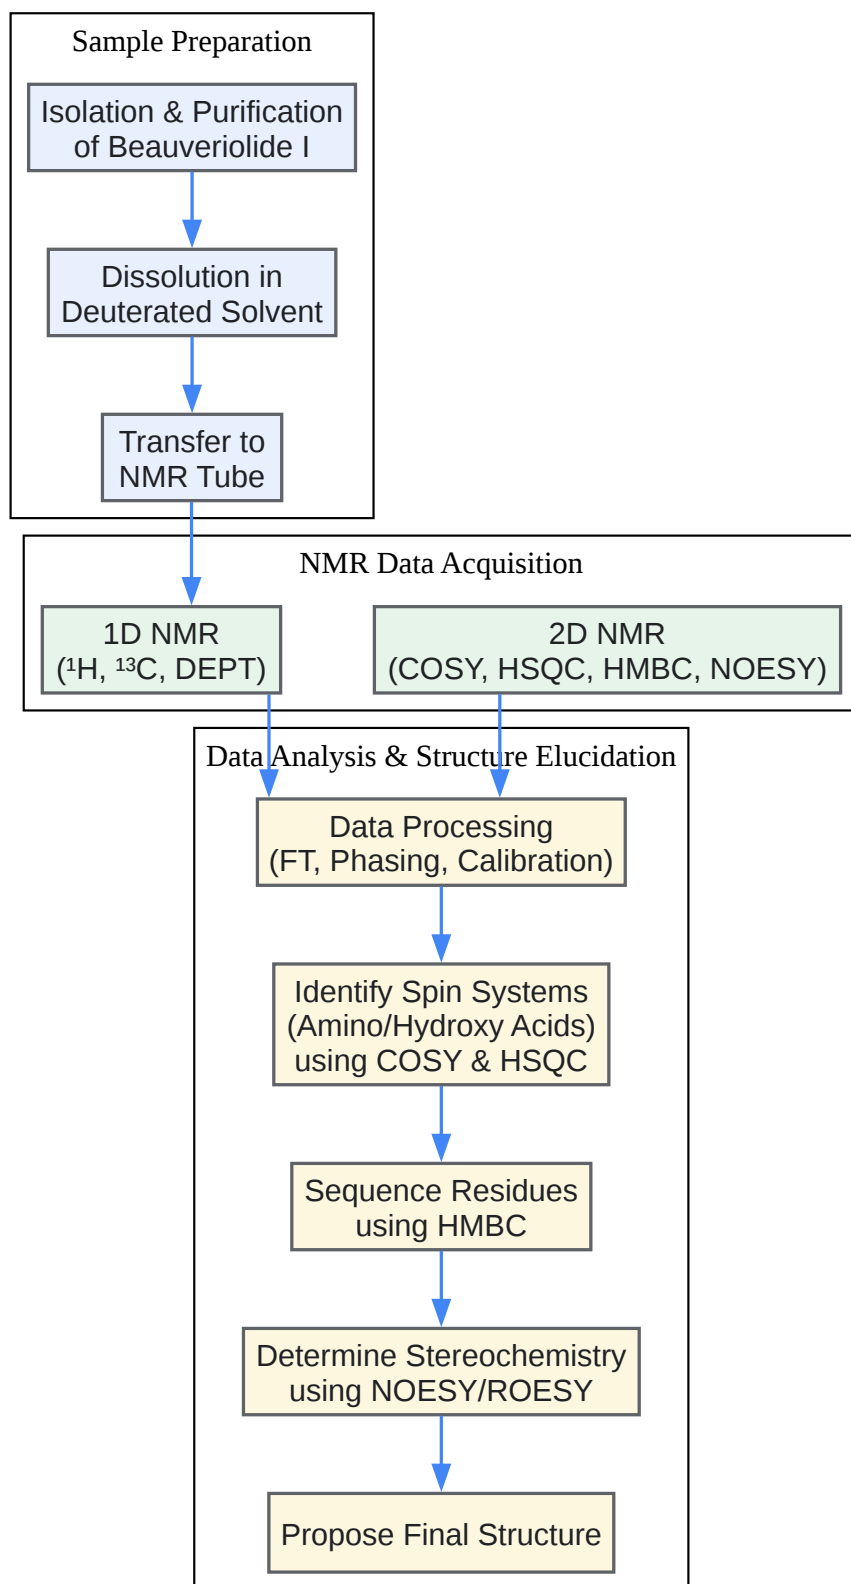 Sample Preparation
Isolation & Purification
of Beauveriolide I
Dissolution in
Deuterated Solvent
Transfer to
NMR Tube
NMR Data Acquisition
1D NMR
(¹H, ¹³C, DEPT)
2D NMR
(COSY, HSQC, HMBC, NOESY)
Data Analysis & Structure Elucidation
Data Processing
(FT, Phasing, Calibration)
Identify Spin Systems
(Amino/Hydroxy Acids)
using COSY & HSQC
Sequence Residues
using HMBC
Determine Stereochemistry
using NOESY/ROESY
Propose Final Structure